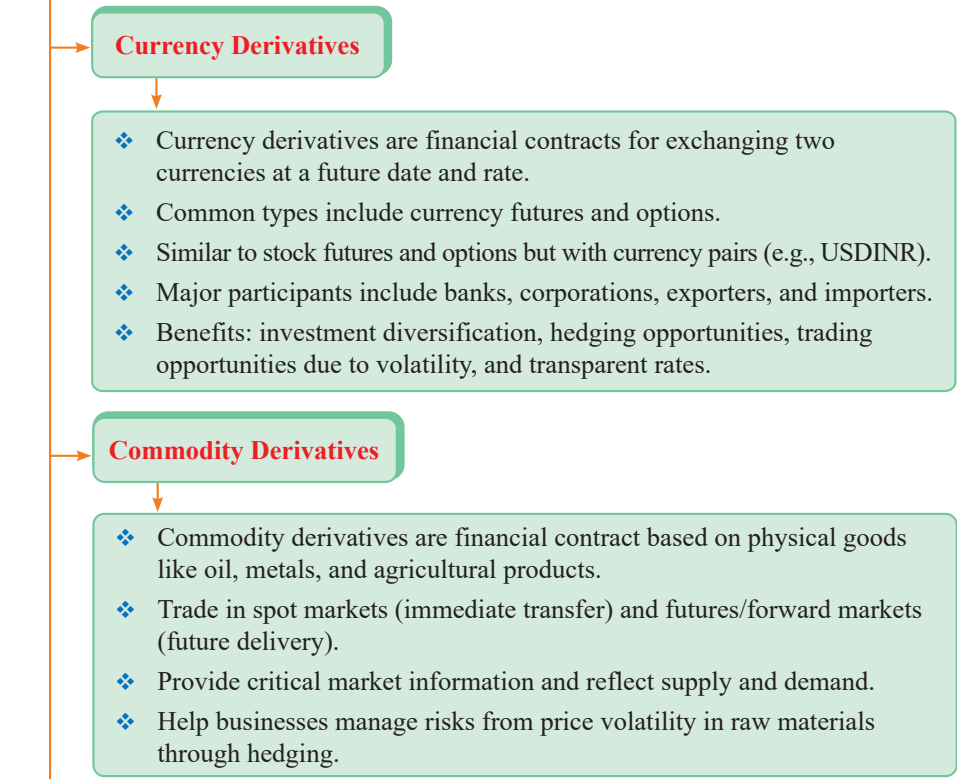 Currency Derivatives
❖ Currency derivatives are financial contracts for exchanging two
currencies at a future date and rate.
❖ Common types include currency futures and options.
❖ Similar to stock futures and options but with currency pairs (e.g., USDINR).
❖ Major participants include banks, corporations, exporters, and importers.
❖ Benefits: investment diversification, hedging opportunities, trading
opportunities due to volatility, and transparent rates.
Commodity Derivatives
❖ Commodity derivatives are financial contract based on physical goods
like oil, metals, and agricultural products.
❖ Trade in spot markets (immediate transfer) and futures/forward markets
(future delivery).
❖ Provide critical market information and reflect supply and demand.
❖ Help businesses manage risks from price volatility in raw materials
through hedging.